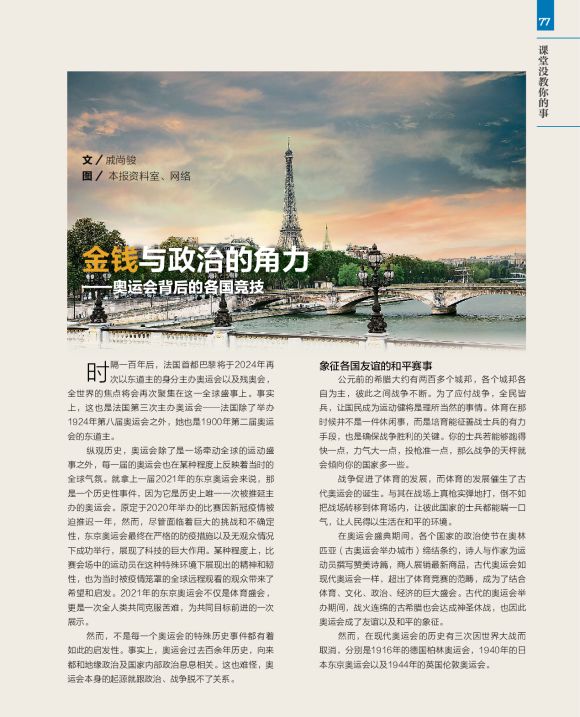 77
课堂没教你的事
文／戚尚骏
图／ 本报资料室、网络
金钱与政治的角力
——奥运会背后的各国竞技
时隔一百年后，法国首都巴黎将于2024年再
次以东道主的身分主办奥运会以及残奥会，
全世界的焦点将会再次聚集在这一全球盛事上。事实
上，这也是法国第三次主办奥运会——法国除了举办
1924年第八届奥运会之外，她也是1900年第二届奥运
会的东道主。
纵观历史，奥运会除了是一场牵动全球的运动盛
事之外，每一届的奥运会也在某种程度上反映着当时的
全球气氛。就拿上一届2021年的东京奥运会来说，那
是一个历史性事件，因为它是历史上唯一一次被推延主
办的奥运会。原定于2020年举办的比赛因新冠疫情被
迫推迟一年，然而，尽管面临着巨大的挑战和不确定
性，东京奥运会最终在严格的防疫措施以及无观众情况
下成功举行，展现了科技的巨大作用。某种程度上，比
赛会场中的运动员在这种特殊环境下展现出的精神和韧
性，也为当时被疫情笼罩的全球远程观看的观众带来了
希望和启发。2021年的东京奥运会不仅是体育盛会，
更是一次全人类共同克服苦难，为共同目标前进的一次
展示。
然而，不是每一个奥运会的特殊历史事件都有着
如此的启发性。事实上，奥运会过去百余年历史，向来
都和地缘政治及国家内部政治息息相关。这也难怪，奥
运会本身的起源就跟政治、战争脱不了关系。
象征各国友谊的和平赛事
公元前的希腊大约有两百多个城邦，各个城邦各
自为主，彼此之间战争不断。为了应付战争，全民皆
兵，让国民成为运动健将是理所当然的事情。体育在那
时候并不是一件休闲事，而是培育能征善战士兵的有力
手段，也是确保战争胜利的关键。你的士兵若能够跑得
快一点，力气大一点，投枪准一点，那么战争的天枰就
会倾向你的国家多一些。
战争促进了体育的发展，而体育的发展催生了古
代奥运会的诞生。与其在战场上真枪实弹地打，倒不如
把战场转移到体育场内，让彼此国家的士兵都能喘一口
气，让人民得以生活在和平的环境。
在奥运会盛典期间，各个国家的政治使节在奥林
匹亚（古奥运会举办城市）缔结条约，诗人与作家为运
动员撰写赞美诗篇，商人展销最新商品，古代奥运会如
现代奥运会一样，超出了体育竞赛的范畴，成为了结合
体育、文化、政治、经济的巨大盛会。古代的奥运会举
办期间，战火连绵的古希腊也会达成神圣休战，也因此
奥运会成了友谊以及和平的象征。
然而，在现代奥运会的历史有三次因世界大战而
取消，分别是1916年的德国柏林奥运会，1940年的日
本东京奥运会以及1944年的英国伦敦奥运会。